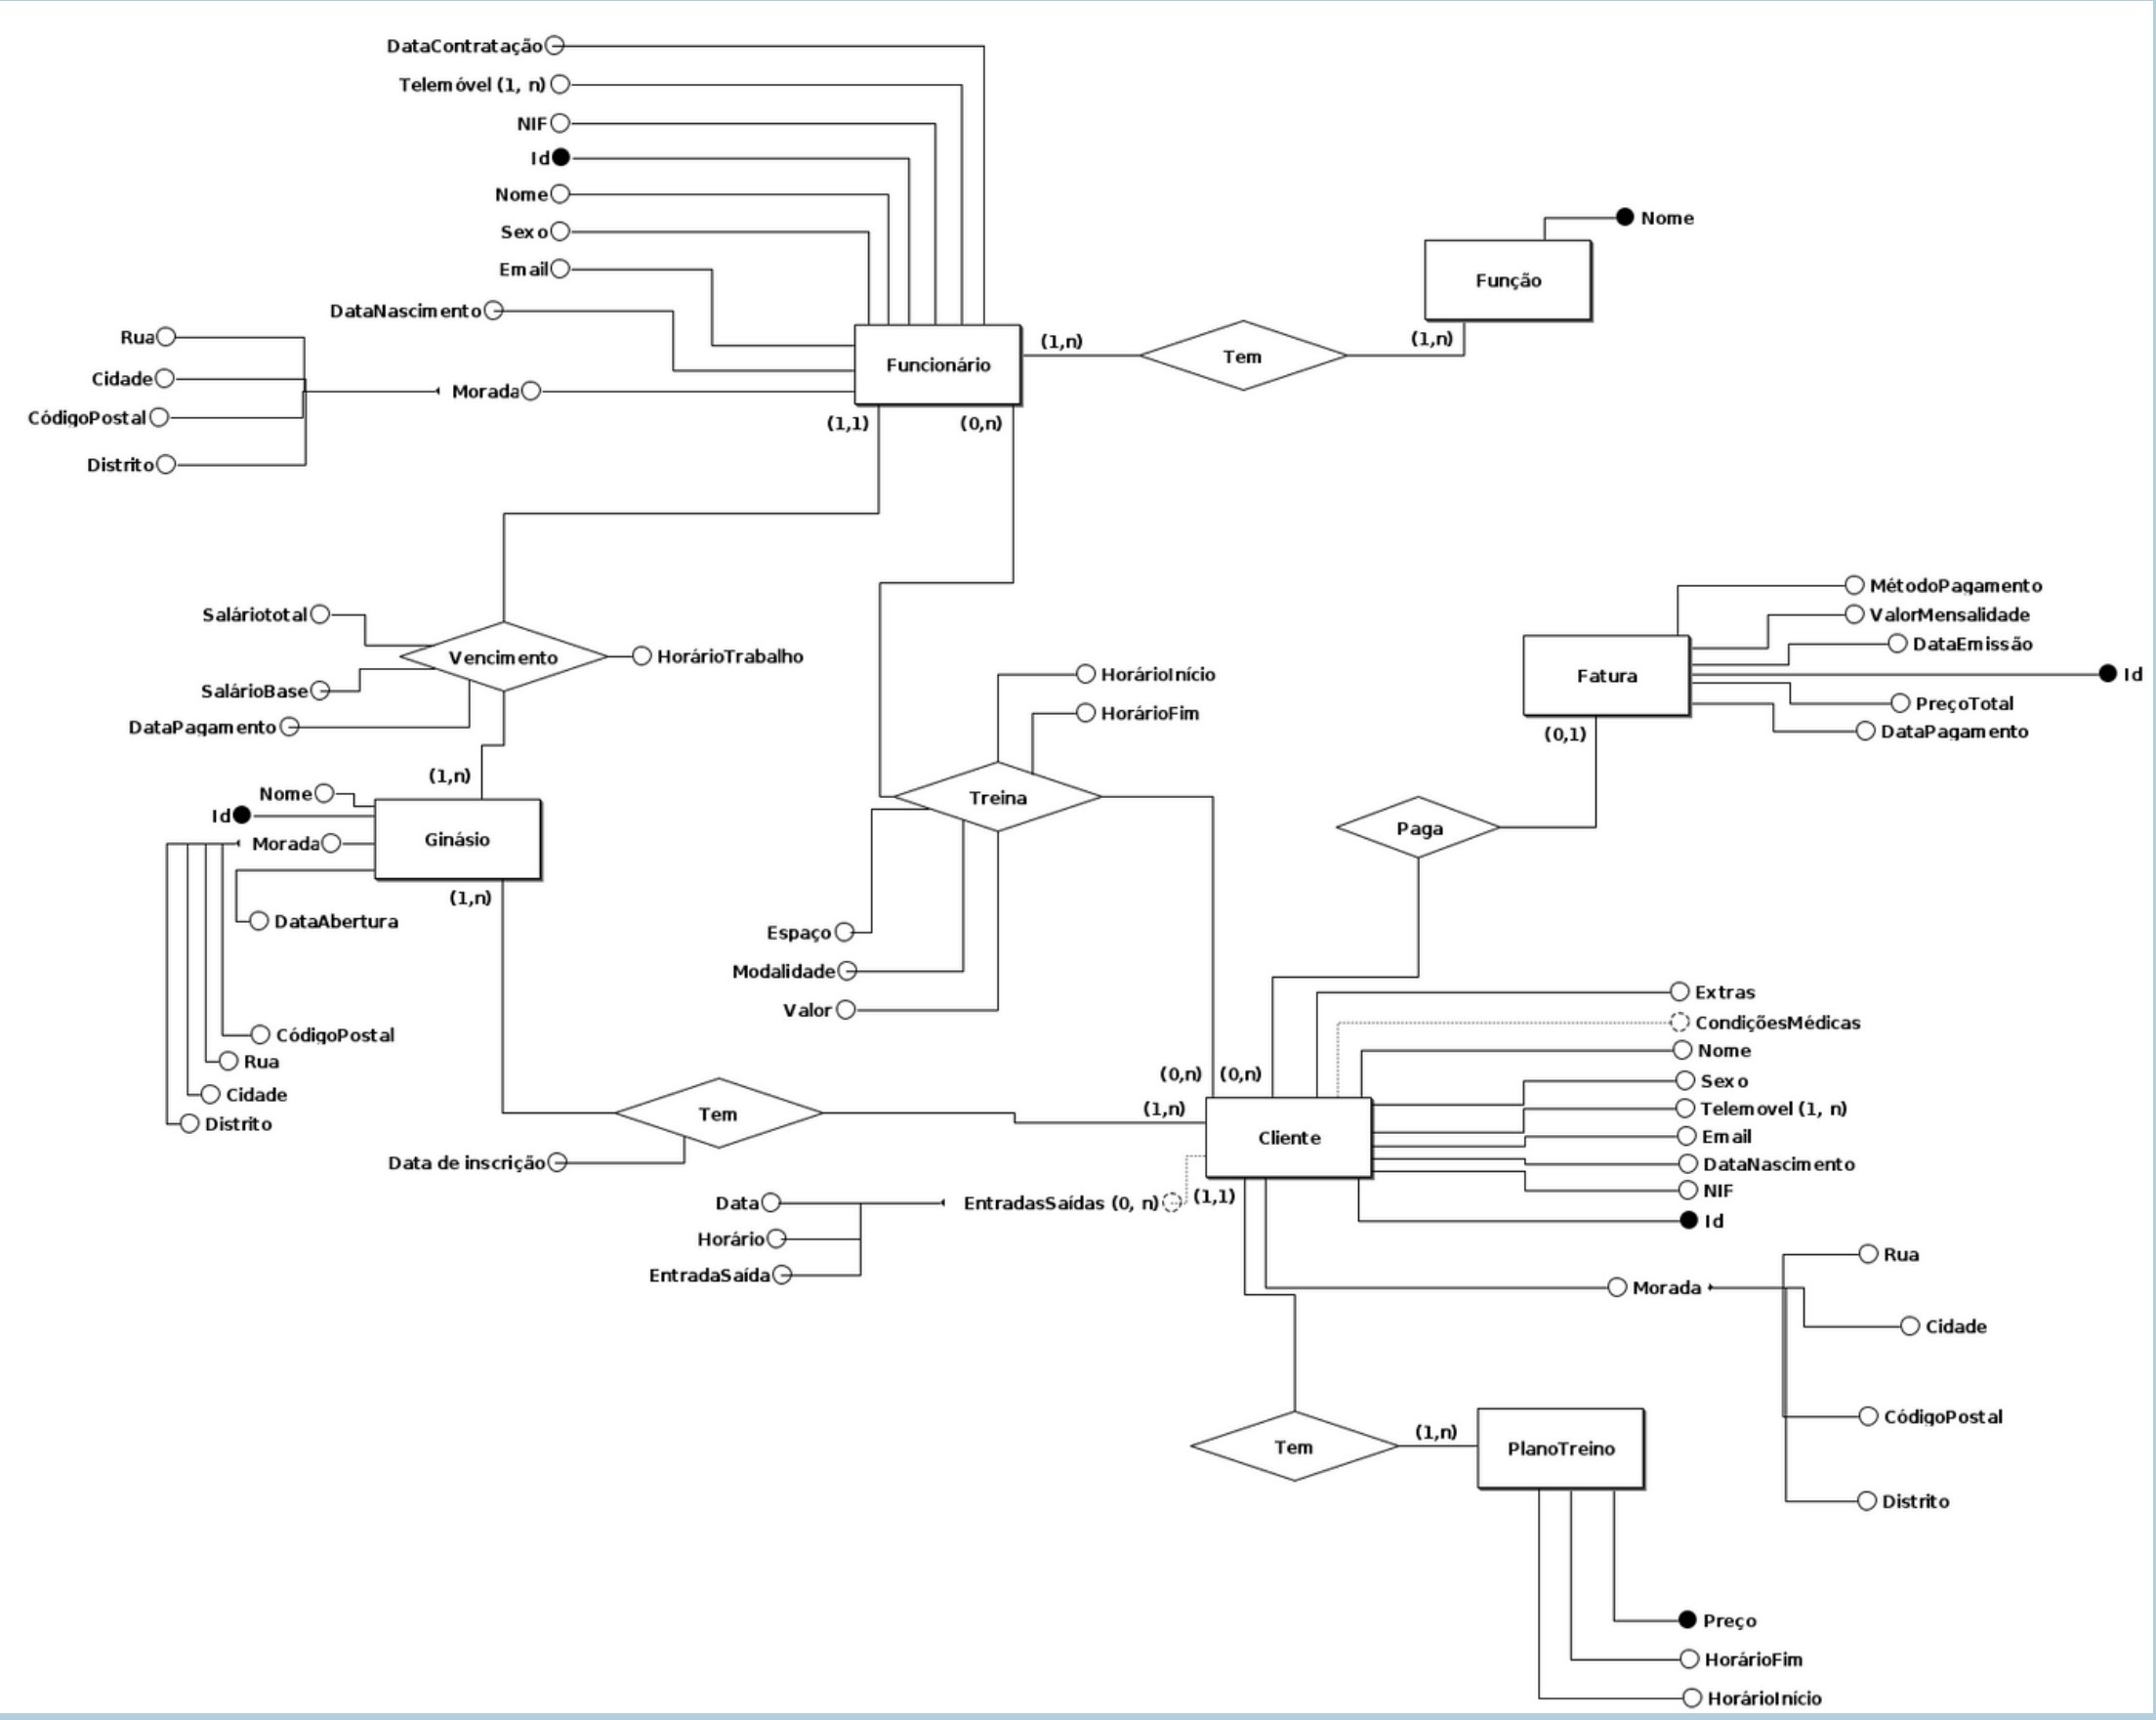 DataContratação
Telemóvel (1, n)
NIF
Id
Nome
Sexo
Email
DataNascimento
Rua
Cidade
CódigoPostal
Distrito
Morada
Funcionário
(1,n)
Tem
(1,n)
Função
Nome
(1,1)
(0,n)
Saláriototal
Vencimento
HorárioTrabalho
SalárioBase
DataPagamento
(1,n)
Nome
Id
Morada
Ginásio
(1,n)
DataAbertura
CódigoPostal
Rua
Cidade
Distrito
HorárioInício
HorárioFim
Treina
Espaço
Modalidade
Valor
MétodoPagamento
ValorMensalidade
DataEmissão
Id
PreçoTotal
DataPagamento
Fatura
(0,1)
Paga
(0,n)
(0,n)
(1,n)
Tem
Data de inscrição
Cliente
Extras
CondiçõesMédicas
Nome
Sexo
Telemovel (1, n)
Email
DataNascimento
NIF
Id
Data
Horário
EntradaSaída
EntradasSaídas (0, n)
(1,1)
Morada
Rua
Cidade
CódigoPostal
Distrito
Tem
(1,n)
PlanoTreino
Preço
HorárioFim
HorárioInício